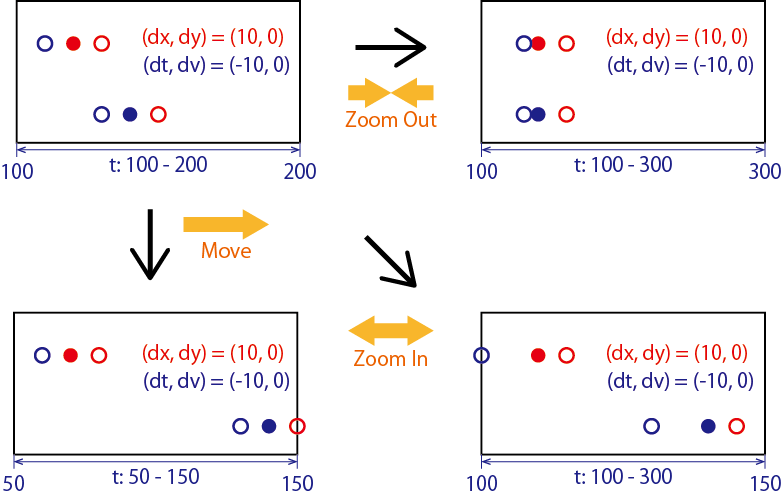 (dx, dy) = (10, 0)
(dt, dv) = (-10, 0)
t: 100 - 200
100
200
Zoom Out
(dx, dy) = (10, 0)
(dt, dv) = (-10, 0)
t: 100 - 300
100
300
Move
Zoom In
(dx, dy) = (10, 0)
(dt, dv) = (-10, 0)
t: 50 - 150
50
150
(dx, dy) = (10, 0)
(dt, dv) = (-10, 0)
t: 100 - 300
100
150